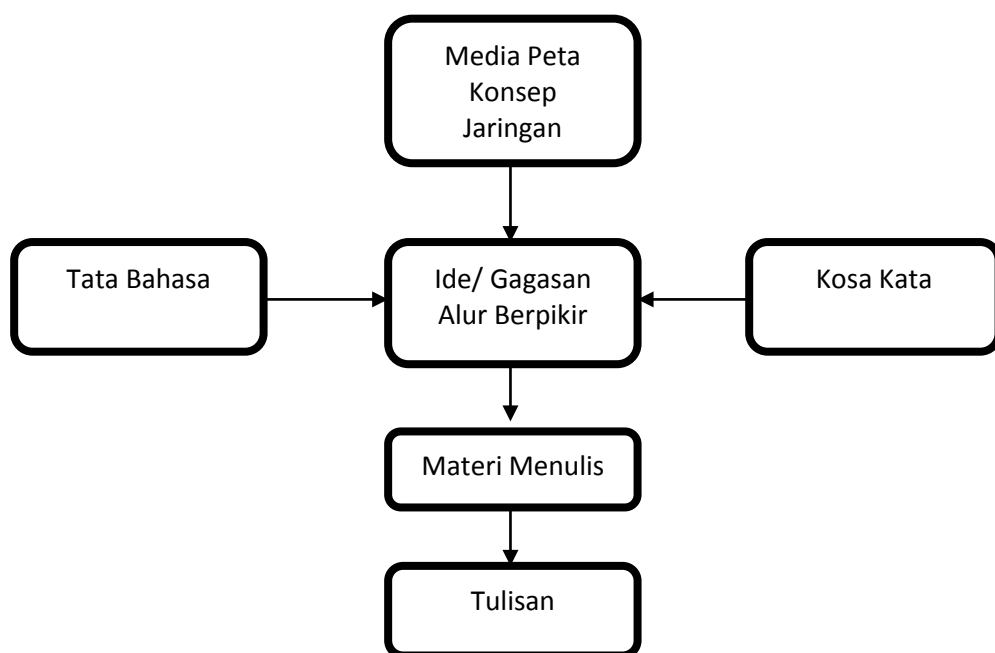 Media Peta
Konsep
Jaringan
Tata Bahasa
Ide/ Gagasan
Alur Berpikir
Kosa Kata
Materi Menulis
Tulisan